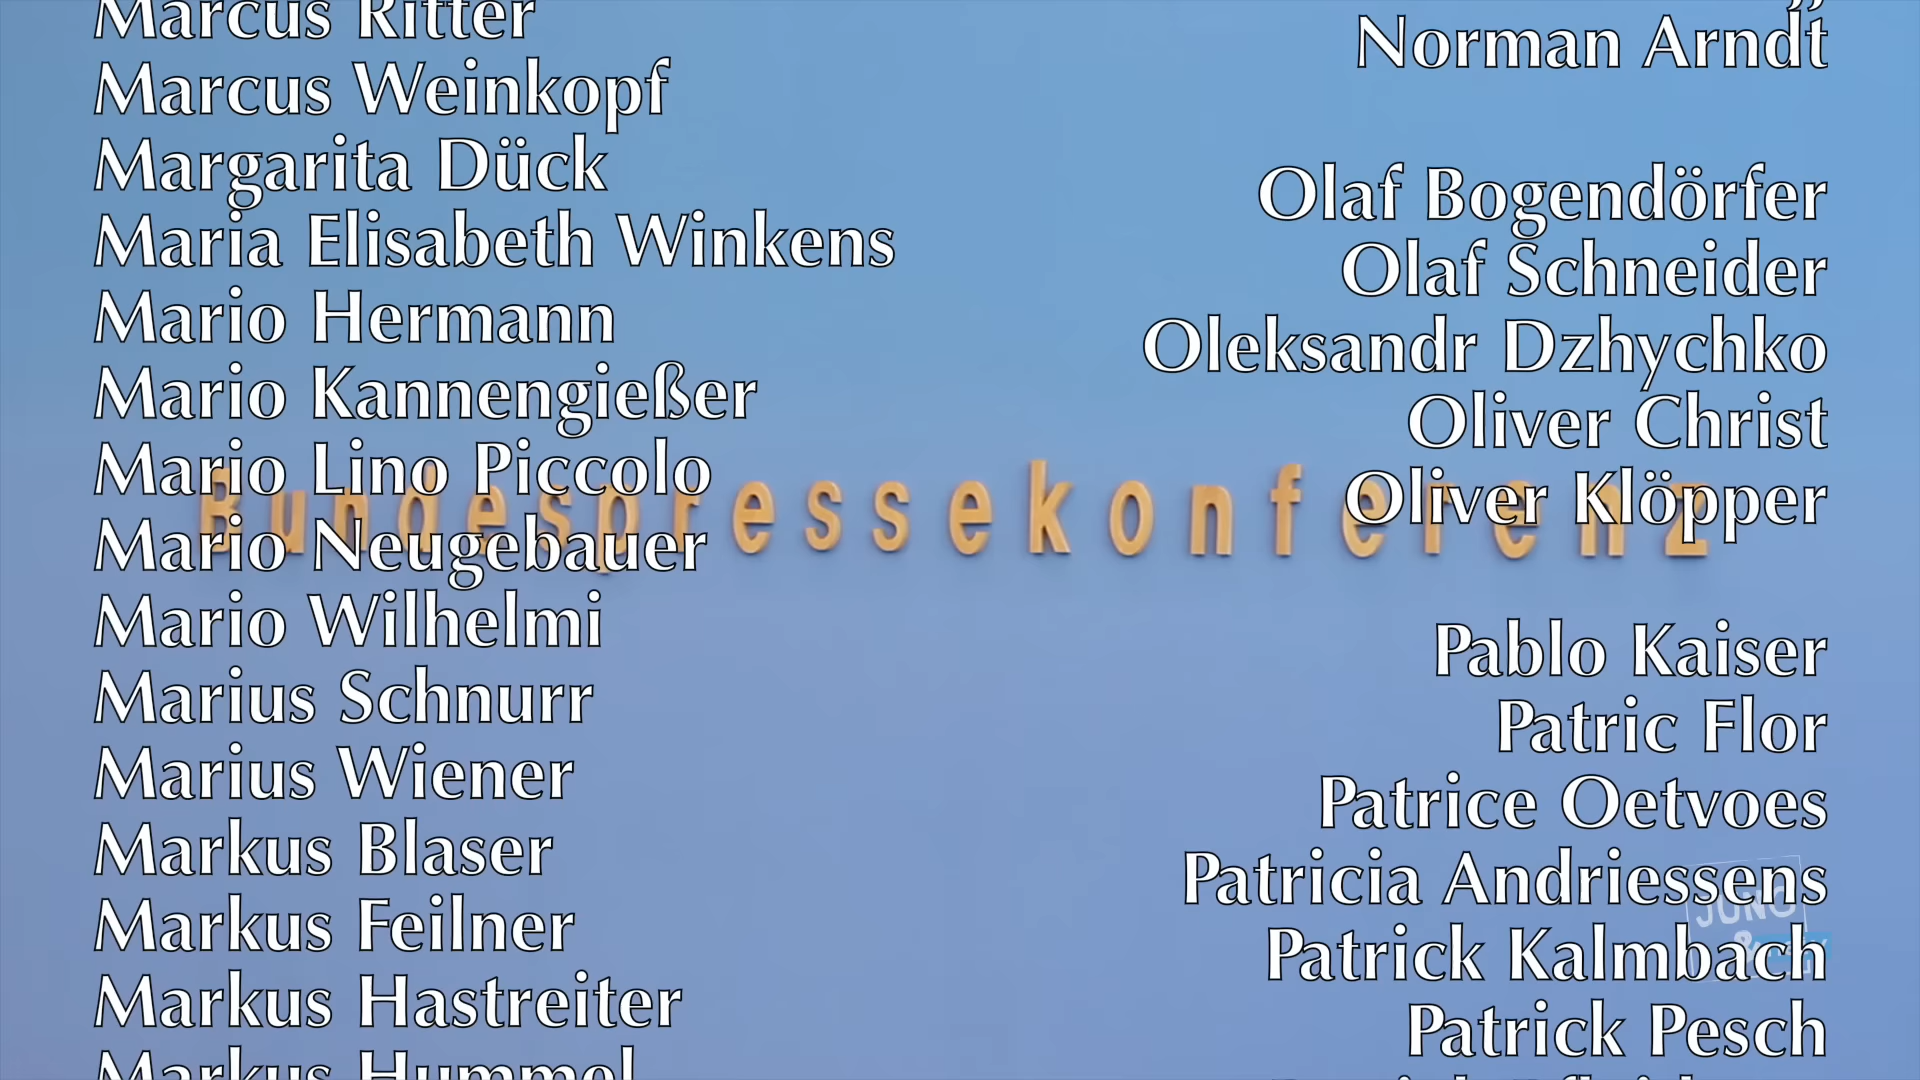 Marcus Ritter
Marcus Weinkopf
Margarita Dück
Maria Elisabeth Winkens
Mario Hermann
Mario Kannengießer
Mario Lino Piccolo
Mario Neugebauer
Mario Wilhelmi
Marius Schnurr
Marius Wiener
Markus Blaser
Markus Feilner
Markus Hastreiter
Markus Hummel
Norman Arndt
Olaf Bogendörfer
Olaf Schneider
Oleksandr Dzhychko
Oliver Christ
Oliver Klöpper
Pablo Kaiser
Patric Flor
Patrice Oetvoes
Patricia Andriessens
Patrick Kalmbach
Patrick Pesch
Bundespressekonferenz
JUNG
&